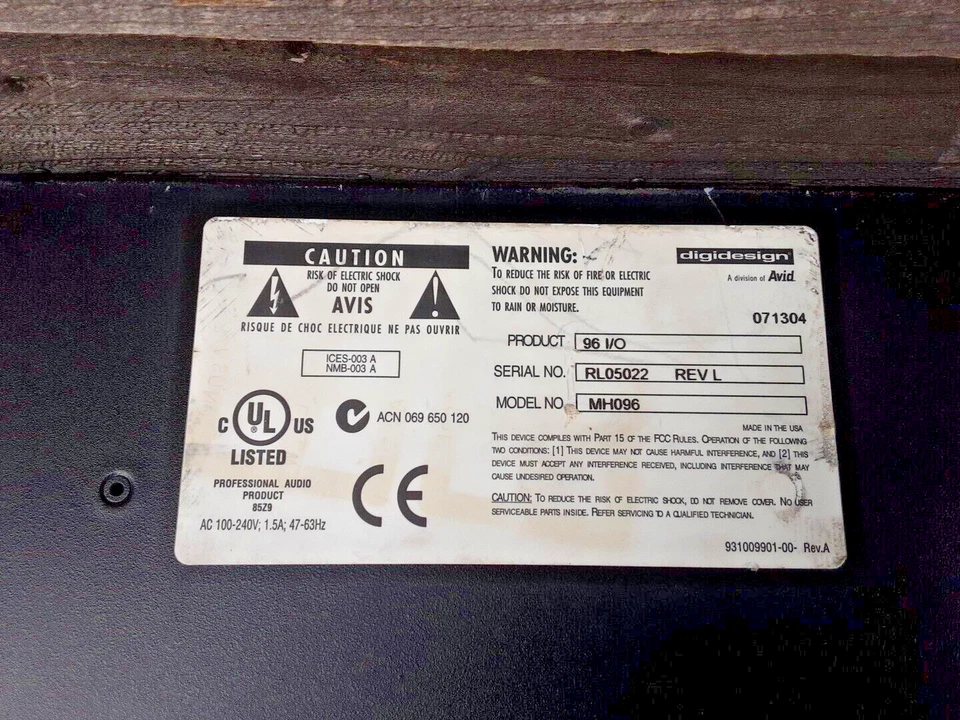 CAUTION
RISK OF ELECTRIC SHOCK
DO NOT OPEN
AVIS
RISQUE DE CHOC ELECTRIQUE NE PAS OUVRIR
ICES-003 A
NMB-003 A
C UL ® US
LISTED
ACN 069 650 120
PROFESSIONAL AUDIO
PRODUCT
85Z9
AC 100-240V; 1.5A; 47-63Hz
CE
WARNING:
TO REDUCE THE RISK OF FIRE OR ELECTRIC
SHOCK DO NOT EXPOSE THIS EQUIPMENT
TO RAIN OR MOISTURE.
digidesign
A division of Avid
071304
PRODUCT 96 I/O
SERIAL NO. RL05022 REV L
MODEL NO. MH096
MADE IN THE USA
THIS DEVICE COMPLIES WITH PART 15 OF THE FCC RULES. OPERATION OF THE FOLLOWING
TWO CONDITIONS: [1] THIS DEVICE MAY NOT CAUSE HARMFUL INTERFERENCE, AND [2] THIS
DEVICE MUST ACCEPT ANY INTERFERENCE RECEIVED, INCLUDING INTERFERENCE THAT MAY
CAUSE UNDESIRED OPERATION.
CAUTION: TO REDUCE THE RISK OF ELECTRIC SHOCK, DO NOT REMOVE COVER. NO USER
SERVICEABLE PARTS INSIDE. REFER SERVICING TO A QUALIFIED TECHNICIAN.
931009901-00- Rev.A